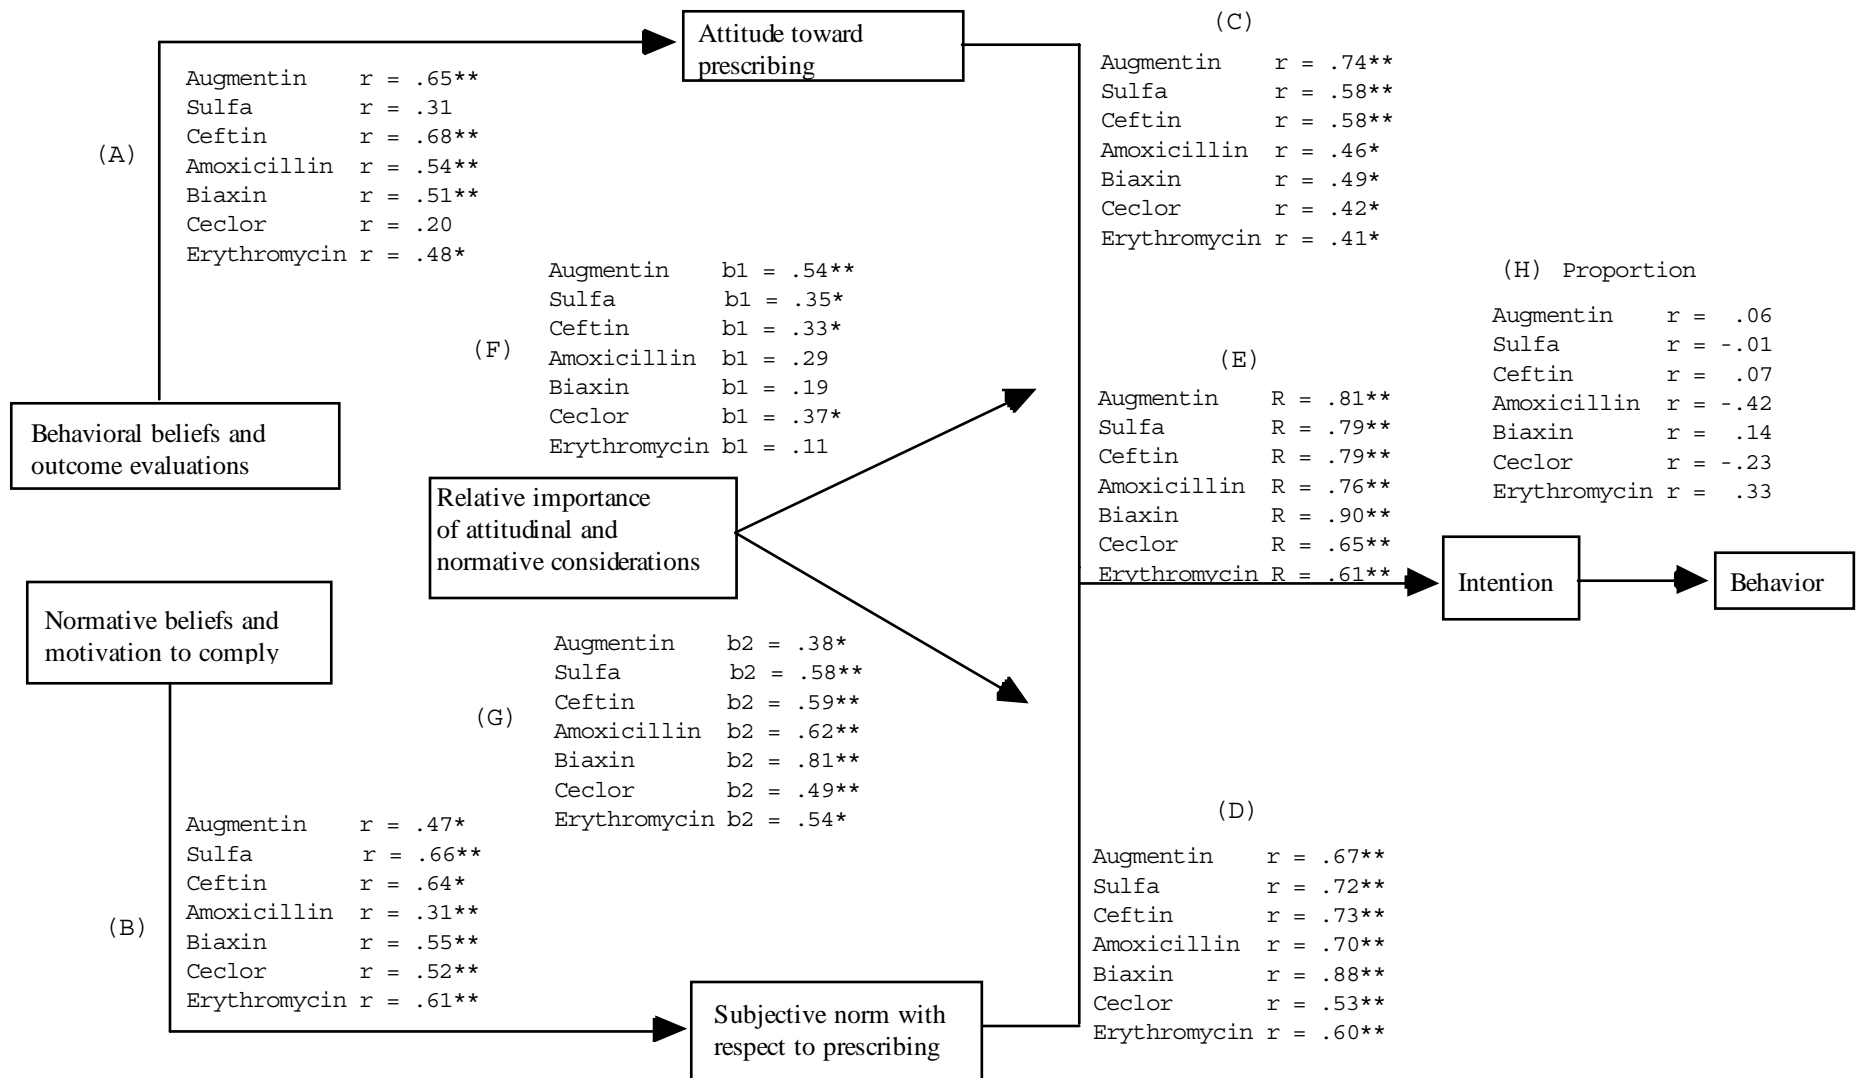 Attitude toward
prescribing
(A)
Augmentin r = .65**
Sulfa r = .31
Ceftin r = .68**
Amoxicillin r = .54**
Biaxin r = .51**
Ceclor r = .20
Erythromycin r = .48*
(C)
Augmentin r = .74**
Sulfa r = .58**
Ceftin r = .58**
Amoxicillin r = .46*
Biaxin r = .49*
Ceclor r = .42*
Erythromycin r = .41*
(F)
Augmentin b1 = .54**
Sulfa b1 = .35*
Ceftin b1 = .33*
Amoxicillin b1 = .29
Biaxin b1 = .19
Ceclor b1 = .37*
Erythromycin b1 = .11
(H) Proportion
Augmentin r = .06
Sulfa r = -.01
Ceftin r = .07
Amoxicillin r = -.42
Biaxin r = .14
Ceclor r = -.23
Erythromycin r = .33
(E)
Augmentin R = .81**
Sulfa R = .79**
Ceftin R = .79**
Amoxicillin R = .76**
Biaxin R = .90**
Ceclor R = .65**
Erythromycin R = .61**
Behavioral beliefs and
outcome evaluations
Relative importance
of attitudinal and
normative considerations
Intention
Behavior
Normative beliefs and
motivation to comply
(G)
Augmentin b2 = .38*
Sulfa b2 = .58**
Ceftin b2 = .59**
Amoxicillin b2 = .62**
Biaxin b2 = .81**
Ceclor b2 = .49**
Erythromycin b2 = .54*
(B)
Augmentin r = .47*
Sulfa r = .66**
Ceftin r = .64*
Amoxicillin r = .31**
Biaxin r = .55**
Ceclor r = .52**
Erythromycin r = .61**
(D)
Augmentin r = .67**
Sulfa r = .72**
Ceftin r = .73**
Amoxicillin r = .70**
Biaxin r = .88**
Ceclor r = .53**
Erythromycin r = .60**
Subjective norm with
respect to prescribing